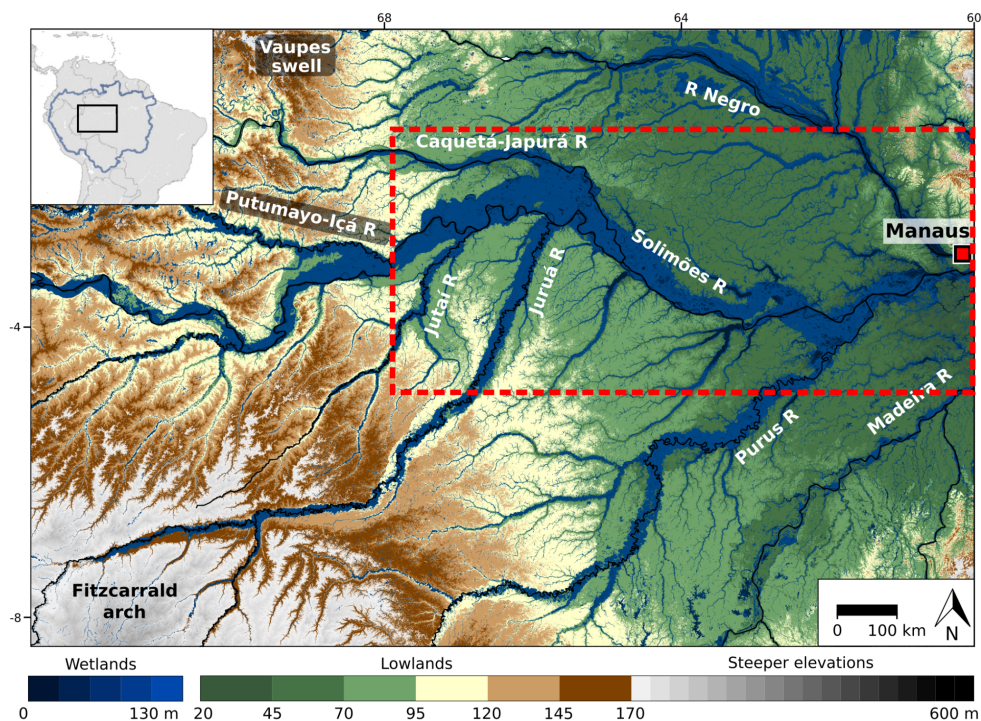 68
64
60
Vaupes
swell
R Negro
Caquetá-Japurá R
Putumayo-Içá R
Manaus
Solimões R
Jutaí R
Juruá R
-4
Madeira R
Purus R
Fitzcarrald
arch
-8
0 100 km
N
Wetlands
Lowlands
Steeper elevations
0 130 m 20 45 70 95 120 145 170 600 m